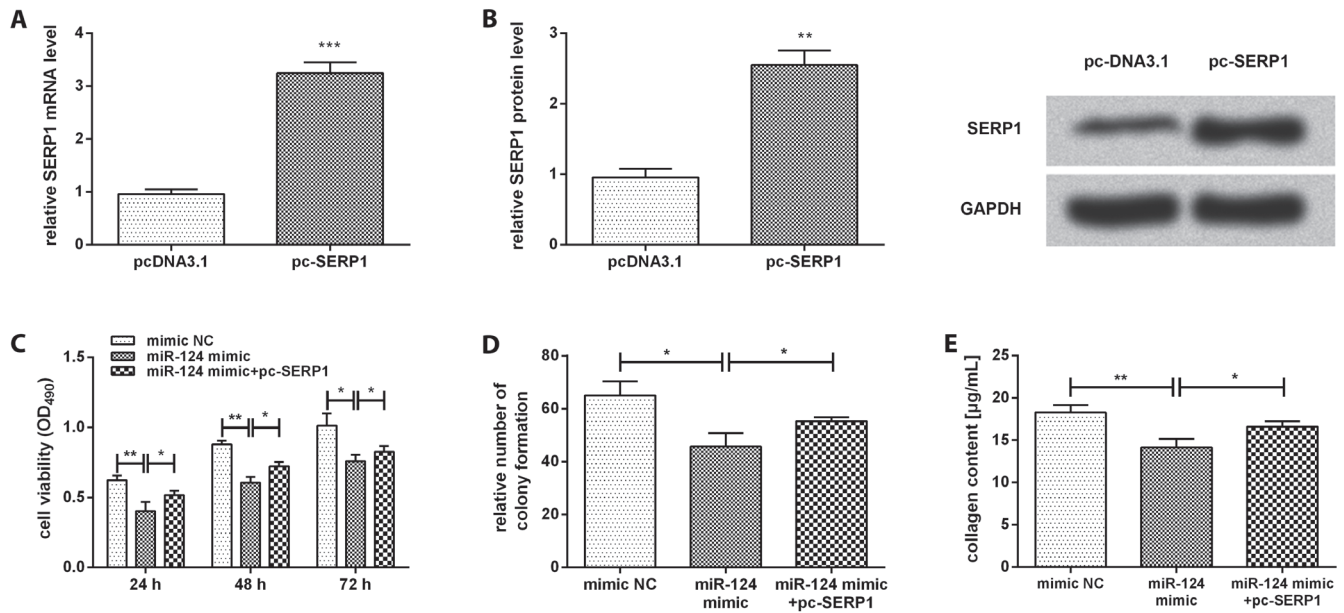 A
relative SERP1 mRNA level
4
3
2
1
0
***
pcDNA3.1
pc-SERP1
B
relative SERP1 protein level
3
2
1
0
**
pcDNA3.1
pc-SERP1
pc-DNA3.1
pc-SERP1
SERP1
GAPDH
C
mimic NC
miR-124 mimic
miR-124 mimic+pc-SERP1
cell viability (OD490)
1.5
1.0
0.5
0.0
**
*
**
*
*
*
24 h
48 h
72 h
D
relative number of
colony formation
80
60
40
20
0
*
*
mimic NC
miR-124
mimic
miR-124 mimic
+pc-SERP1
E
collagen content [µg/mL]
25
20
15
10
5
0
**
*
mimic NC
miR-124
mimic
miR-124 mimic
+pc-SERP1